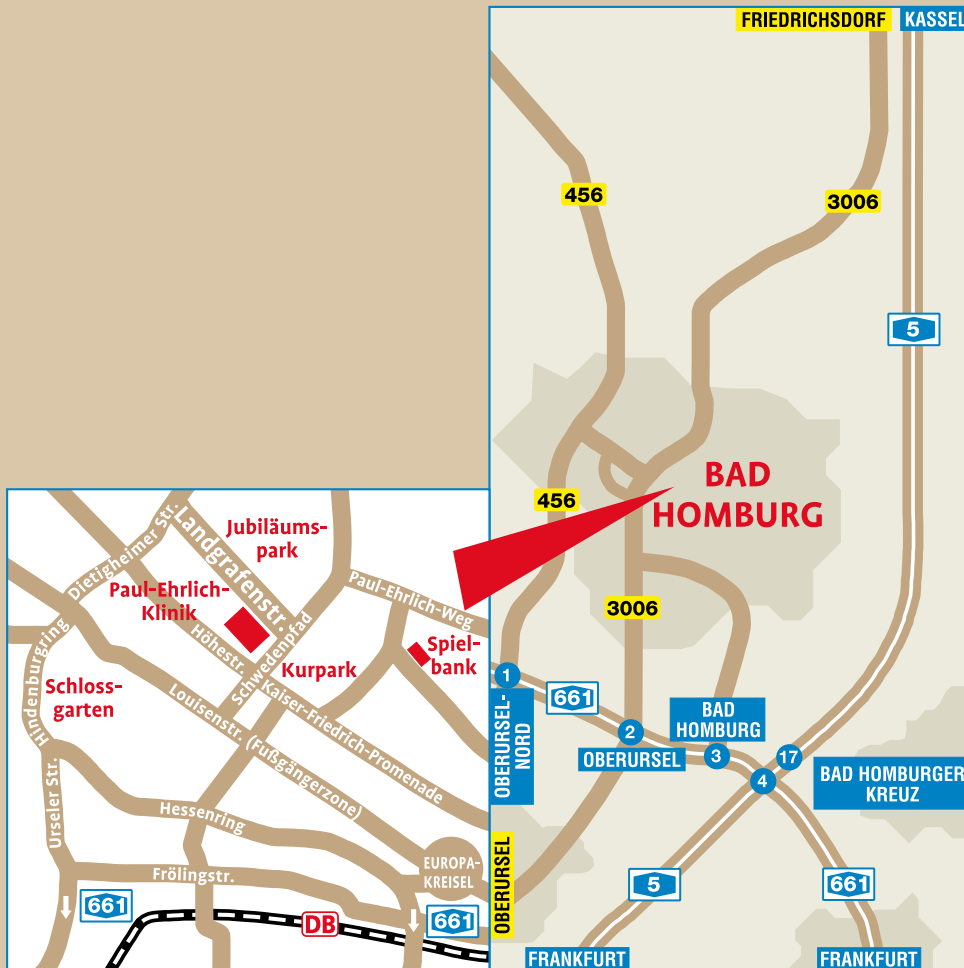 FRIEDRICHSDORF
KASSEL
456
3006
5
BAD
HOMBURG
456
3006
1
661
OBERURSEL-
NORD
2
OBERURSEL
BAD
HOMBURG
3
17
4
BAD HOMBURGER
KREUZ
OBERURSEL
5
661
FRANKFURT
FRANKFURT
Dietigheimer Str.
Landgrafenstr.
Jubiläums-
park
Paul-Ehrlich-
Klinik
Paul-Ehrlich-Weg
Höhestr.
Schwedenpfad
Kurpark
Spiel-
bank
Hindenburgring
Schloss-
garten
Louisenstr. (Fußgängerzone)
Kaiser-Friedrich-Promenade
Urseler Str.
Hessenring
Frölingstr.
EUROPA-
KREISEL
661
DB
661